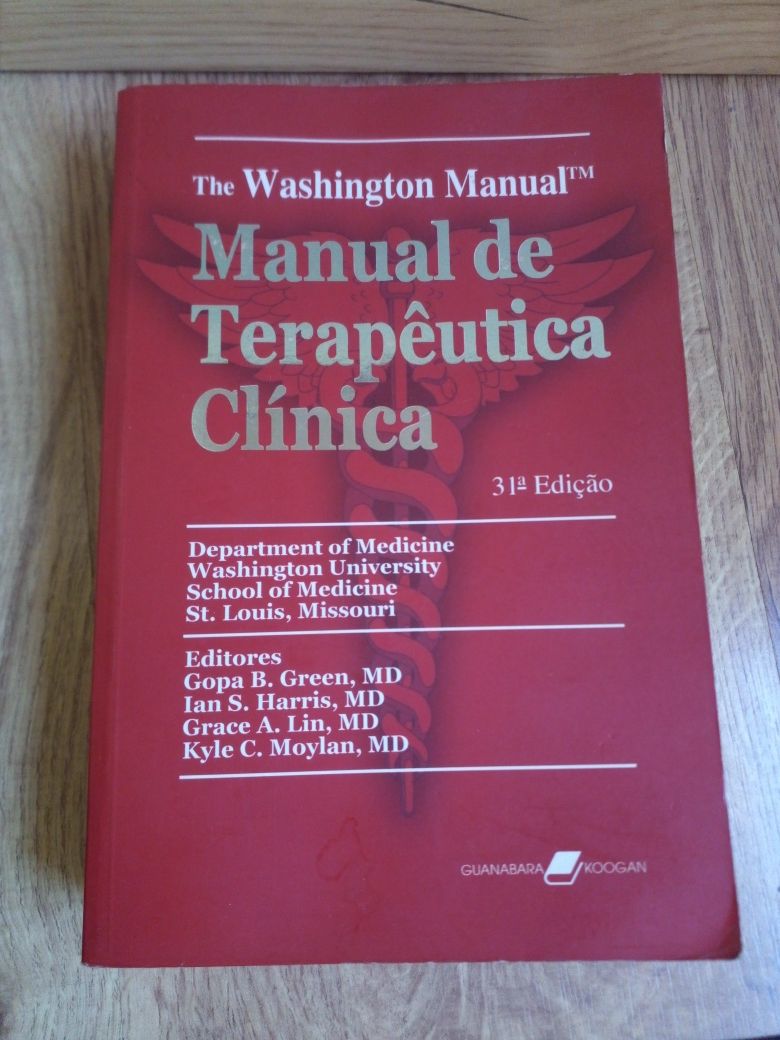 The Washington Manual™
Manual de
Terapêutica
Clínica
31ª Edição
Department of Medicine
Washington University
School of Medicine
St. Louis, Missouri
Editores
Gopa B. Green, MD
Ian S. Harris, MD
Grace A. Lin, MD
Kyle C. Moylan, MD
GUANABARA KOOGAN